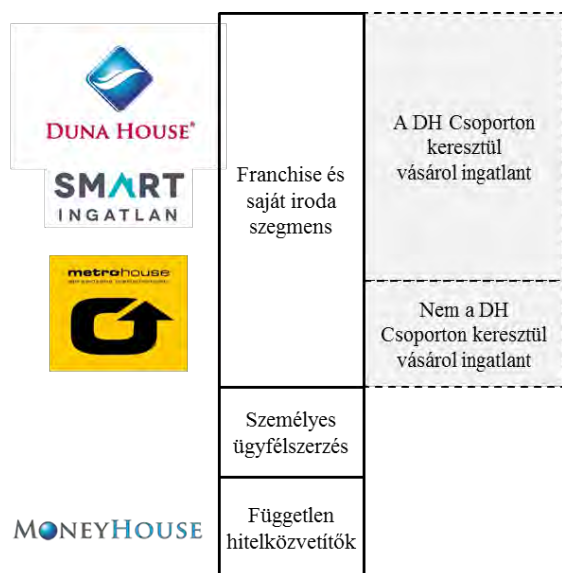 DUNA HOUSE®
SMART
INGATLAN
metrohouse
Franchise és
saját iroda
szegmens
A DH Csoporton
keresztül
vásárol ingatlant
Nem a DH
Csoporton keresztül
vásárol ingatlant
Személyes
ügyfélszerzés
MONEYHOUSE
Független
hitelközvetítők